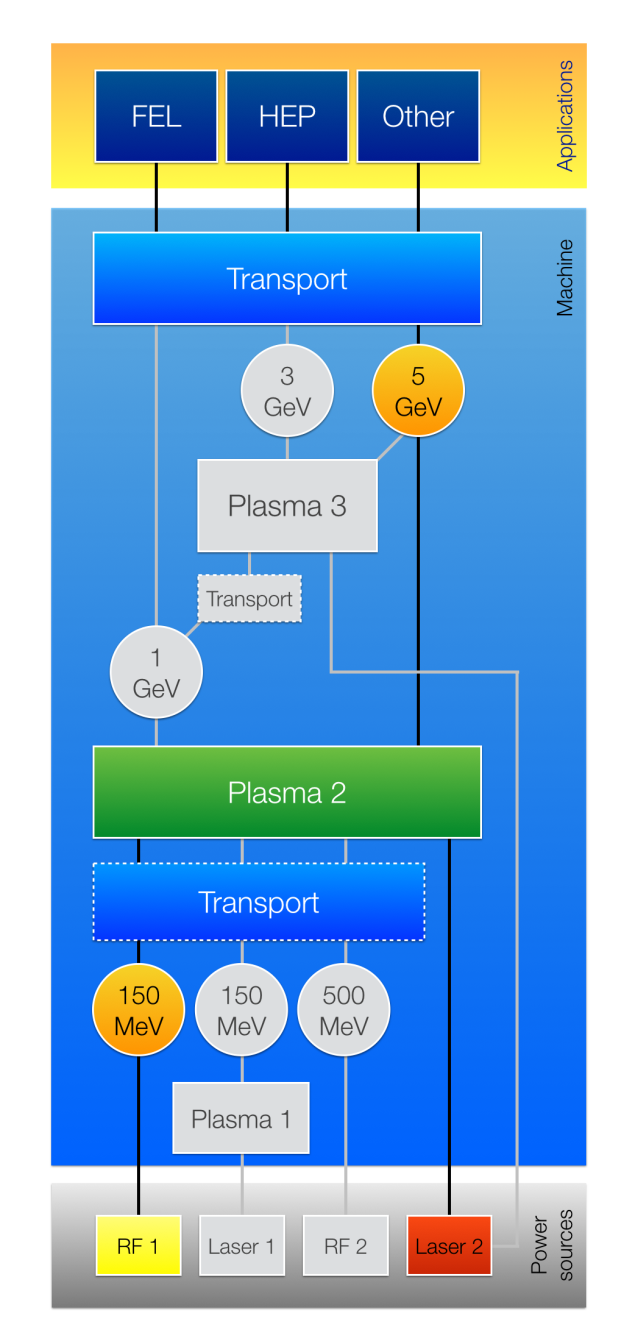 FEL
HEP
Other
Applications
Transport
Machine
3
GeV
5
GeV
Plasma 3
Transport
1
GeV
Plasma 2
Transport
150
MeV
150
MeV
500
MeV
Plasma 1
RF 1
Laser 1
RF 2
Laser 2
Power
sources